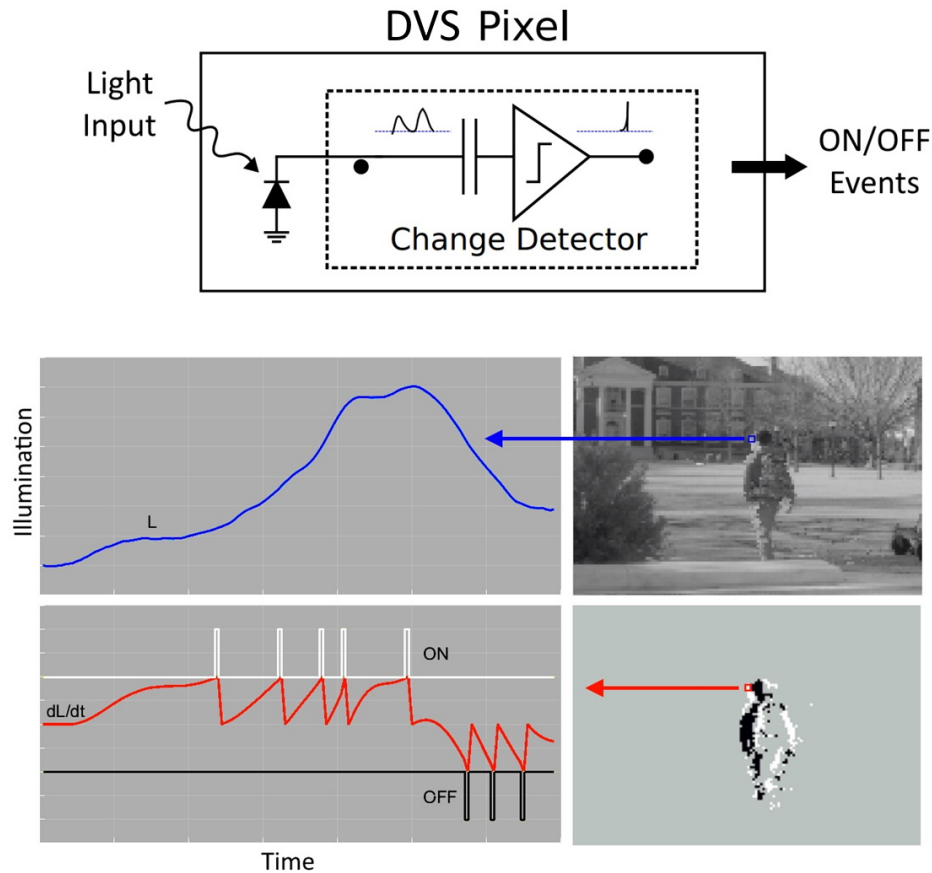 DVS Pixel
Light
Input
Change Detector
ON/OFF
Events
Illumination
L
dL/dt
ON
OFF
Time